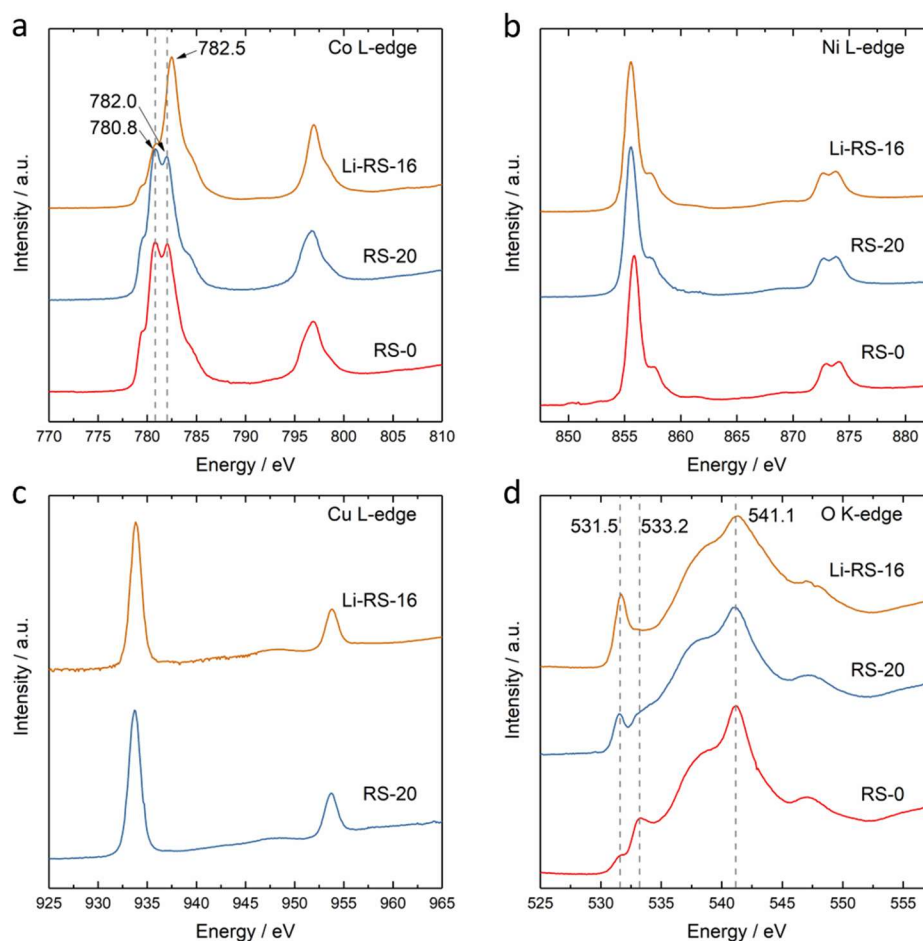 a
Co L-edge
782.5
782.0
780.8
Li-RS-16
RS-20
RS-0
Intensity / a.u.
770 775 780 785 790 795 800 805 810
Energy / eV
b
Ni L-edge
Li-RS-16
RS-20
RS-0
Intensity / a.u.
850 855 860 865 870 875 880
Energy / eV
c
Cu L-edge
Li-RS-16
RS-20
Intensity / a.u.
925 930 935 940 945 950 955 960 965
Energy / eV
d
O K-edge
531.5 533.2 541.1
Li-RS-16
RS-20
RS-0
Intensity / a.u.
525 530 535 540 545 550 555
Energy / eV